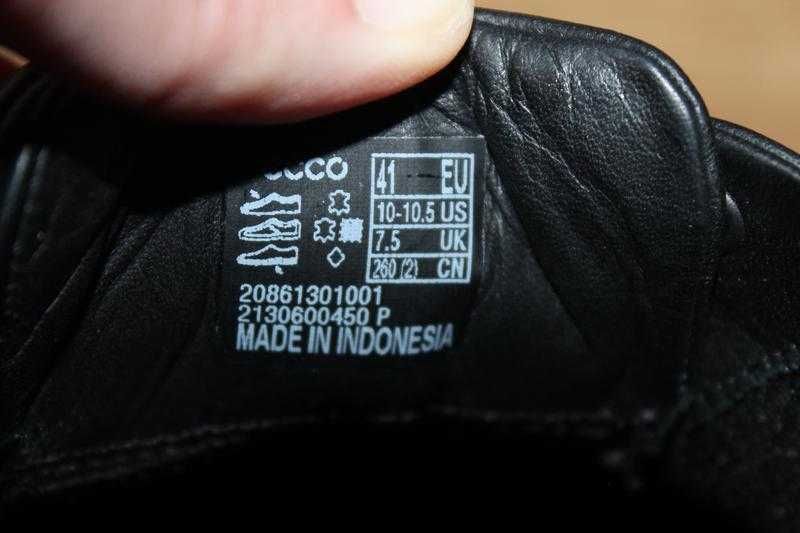 ecco
41 EU
10-10.5 US
7.5 UK
260 (2) CN
20861301001
2130600450 P
MADE IN INDONESIA